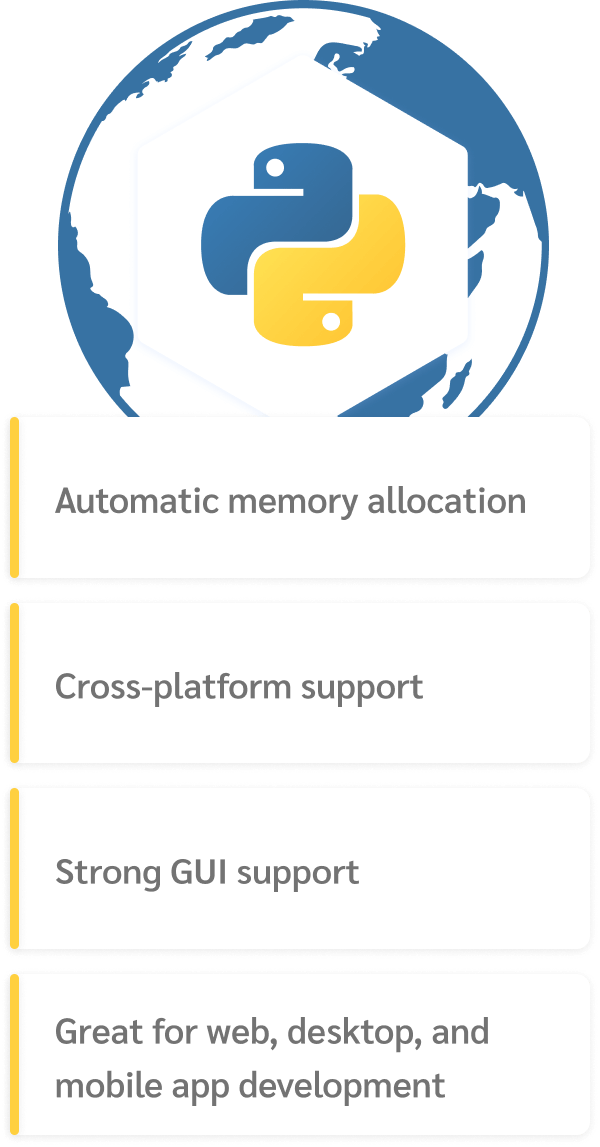 Automatic memory allocation
Cross-platform support
Strong GUI support
Great for web, desktop, and
mobile app development